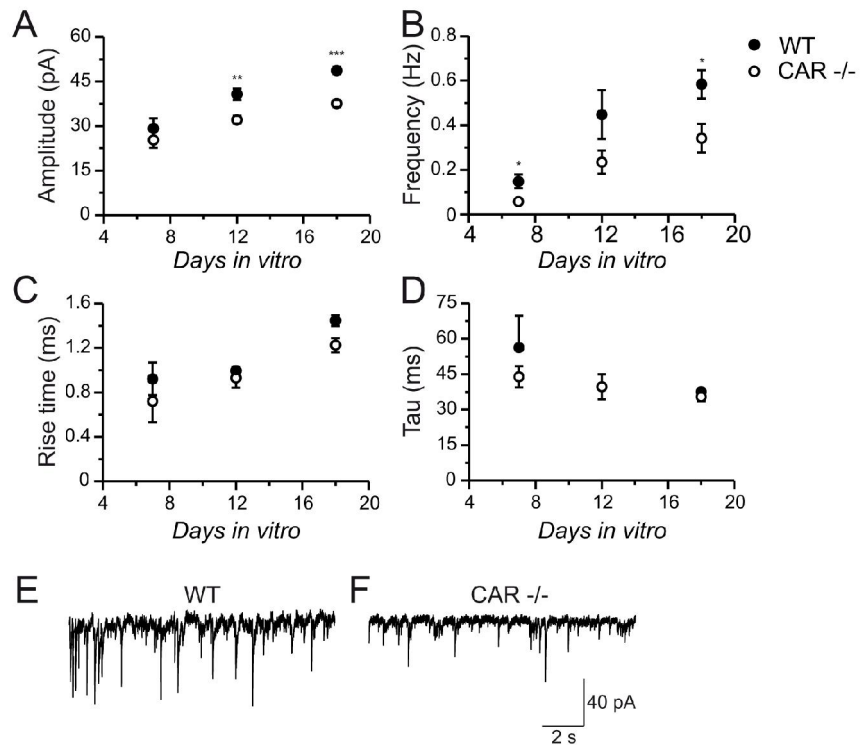 A
B
60
45
30
15
0
Amplitude (pA)
**
***
4 8 12 16 20
Days in vitro
0.8
0.6
0.4
0.2
0
Frequency (Hz)
*
*
4 8 12 16 20
Days in vitro
WT
CAR -/-
C
D
1.6
1.2
0.8
0.4
0
Rise time (ms)
4 8 12 16 20
Days in vitro
75
60
45
30
15
0
Tau (ms)
4 8 12 16 20
Days in vitro
E WT
F CAR -/-
40 pA
2 s